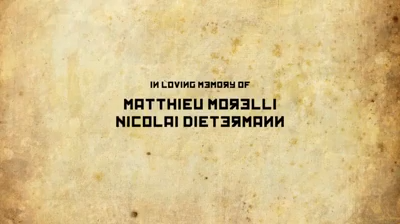 IN LOVING MEMORY OF
MATTHIEU MORELLI
NICOLAI DIETERMANN